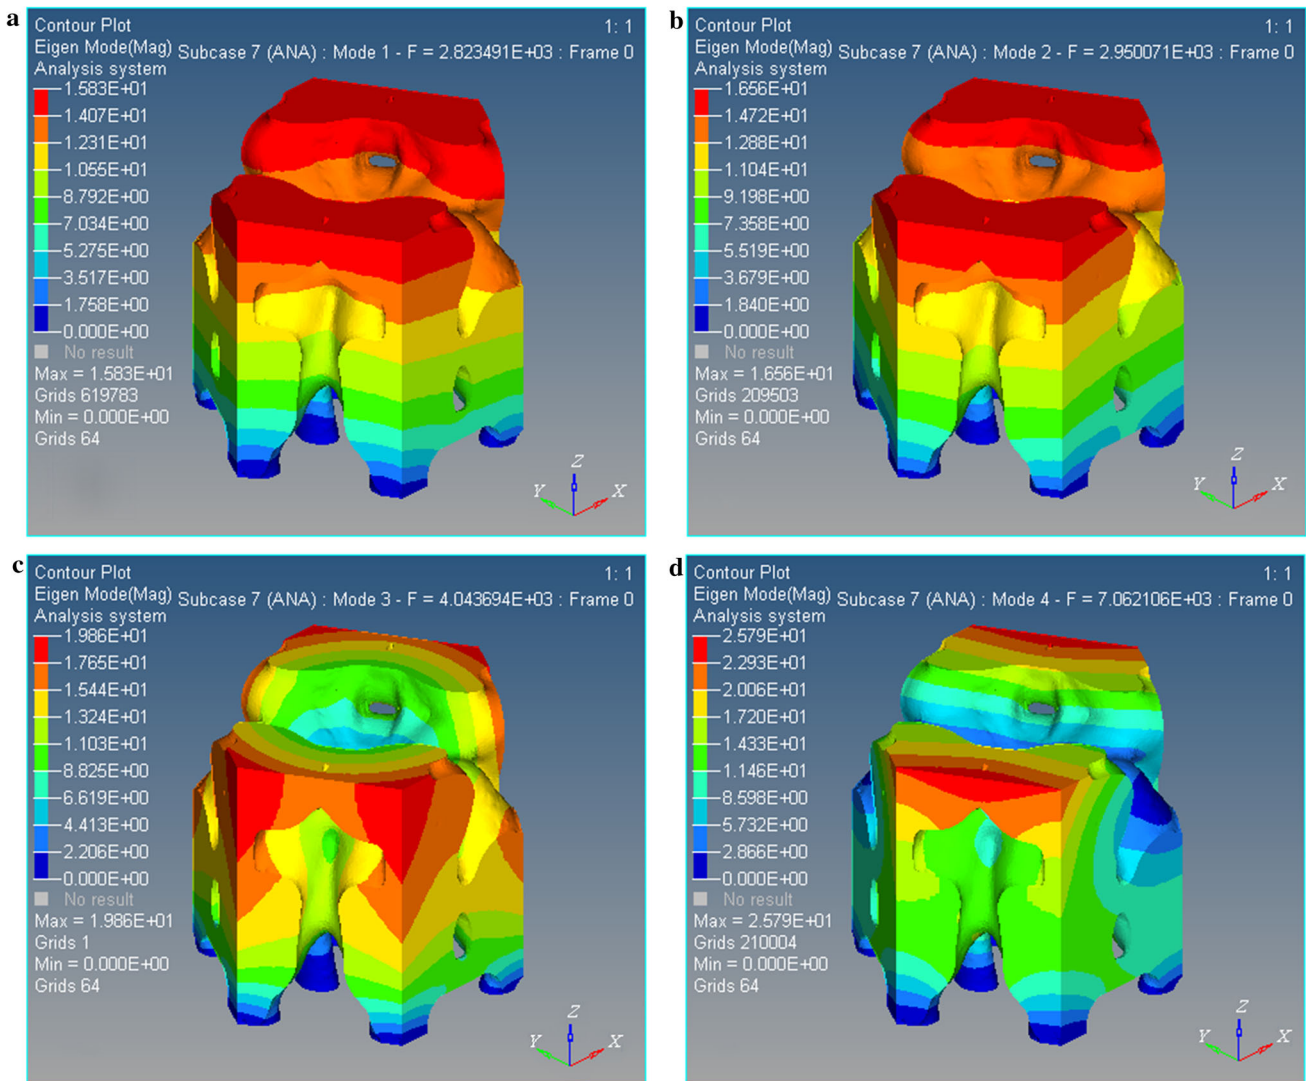 a
Contour Plot
1: 1
Eigen Mode(Mag)
Subcase 7 (ANA) : Mode 1 - F = 2.823491E+03 : Frame 0
Analysis system
1.583E+01
1.407E+01
1.231E+01
1.055E+01
8.792E+00
7.034E+00
5.275E+00
3.517E+00
1.758E+00
0.000E+00
No result
Max = 1.583E+01
Grids 619783
Min = 0.000E+00
Grids 64
Z
Y
X
b
Contour Plot
1: 1
Eigen Mode(Mag)
Subcase 7 (ANA) : Mode 2 - F = 2.950071E+03 : Frame 0
Analysis system
1.656E+01
1.472E+01
1.288E+01
1.104E+01
9.198E+00
7.358E+00
5.519E+00
3.679E+00
1.840E+00
0.000E+00
No result
Max = 1.656E+01
Grids 209503
Min = 0.000E+00
Grids 64
Z
Y
X
c
Contour Plot
1: 1
Eigen Mode(Mag)
Subcase 7 (ANA) : Mode 3 - F = 4.043694E+03 : Frame 0
Analysis system
1.986E+01
1.765E+01
1.544E+01
1.324E+01
1.103E+01
8.825E+00
6.619E+00
4.413E+00
2.206E+00
0.000E+00
No result
Max = 1.986E+01
Grids 1
Min = 0.000E+00
Grids 64
Z
Y
X
d
Contour Plot
1: 1
Eigen Mode(Mag)
Subcase 7 (ANA) : Mode 4 - F = 7.062106E+03 : Frame 0
Analysis system
2.579E+01
2.293E+01
2.006E+01
1.720E+01
1.433E+01
1.146E+01
8.598E+00
5.732E+00
2.866E+00
0.000E+00
No result
Max = 2.579E+01
Grids 210004
Min = 0.000E+00
Grids 64
Z
Y
X